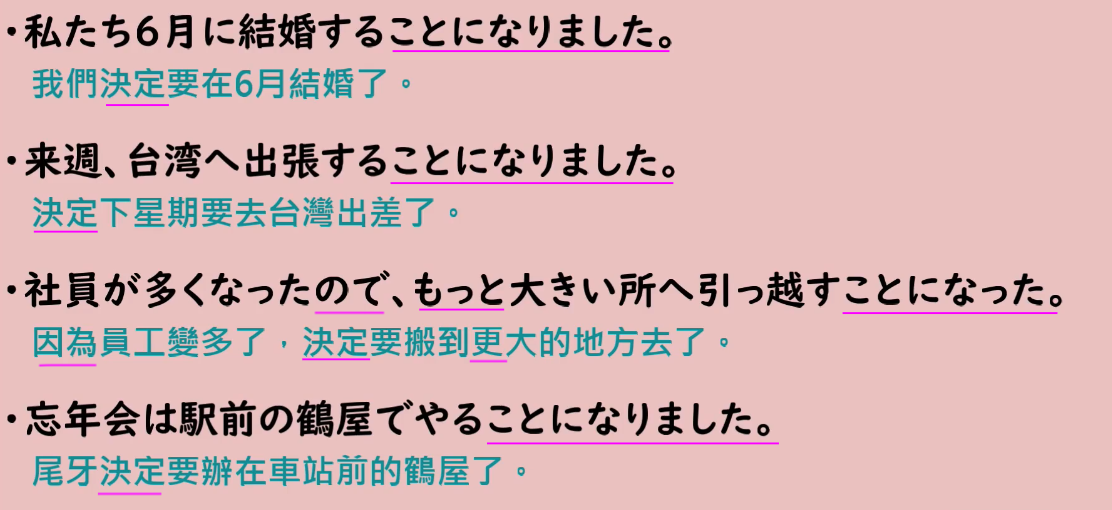 ・私たち6月に結婚することになりました。
我們決定要在6月結婚了。
・来週、台湾へ出張することになりました。
決定下星期要去台灣出差了。
・社員が多くなったので、もっと大きい所へ引っ越すことになった。
因為員工變多了，決定要搬到更大的地方去了。
・忘年会は駅前の鶴屋でやることになりました。
尾牙決定要辦在車站前的鶴屋了。